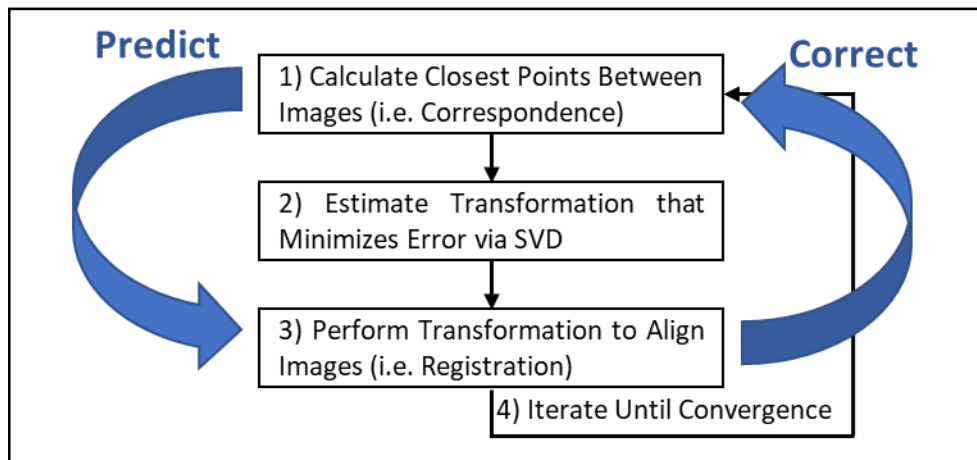 Predict
Correct
1) Calculate Closest Points Between
Images (i.e. Correspondence)
2) Estimate Transformation that
Minimizes Error via SVD
3) Perform Transformation to Align
Images (i.e. Registration)
4) Iterate Until Convergence